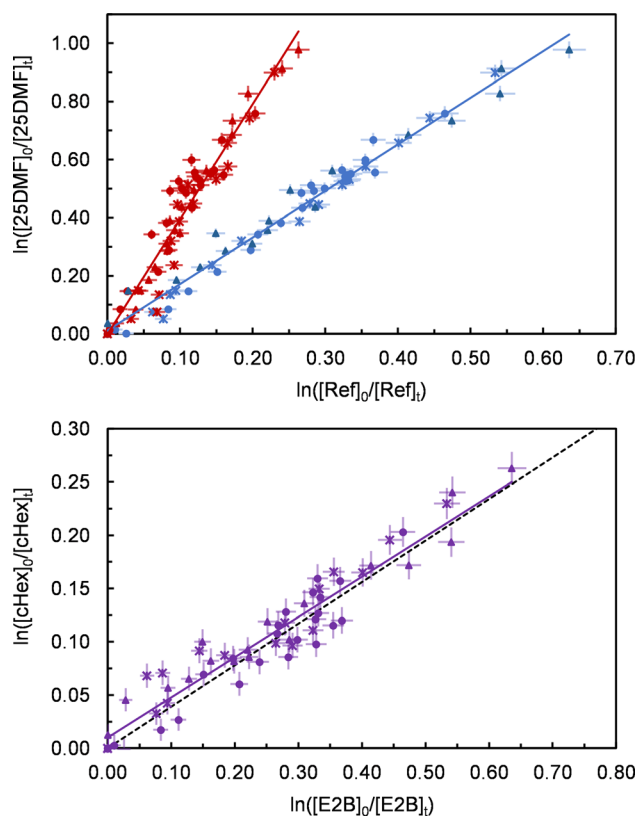 1.00
0.80
0.60
0.40
0.20
0.00
ln([25DMF]₀/[25DMF]ₜ)
0.00 0.10 0.20 0.30 0.40 0.50 0.60 0.70
ln([Ref]₀/[Ref]ₜ)
0.30
0.25
0.20
0.15
0.10
0.05
0.00
ln([cHex]₀/[cHex]ₜ)
0.00 0.10 0.20 0.30 0.40 0.50 0.60 0.70 0.80
ln([E2B]₀/[E2B]ₜ)